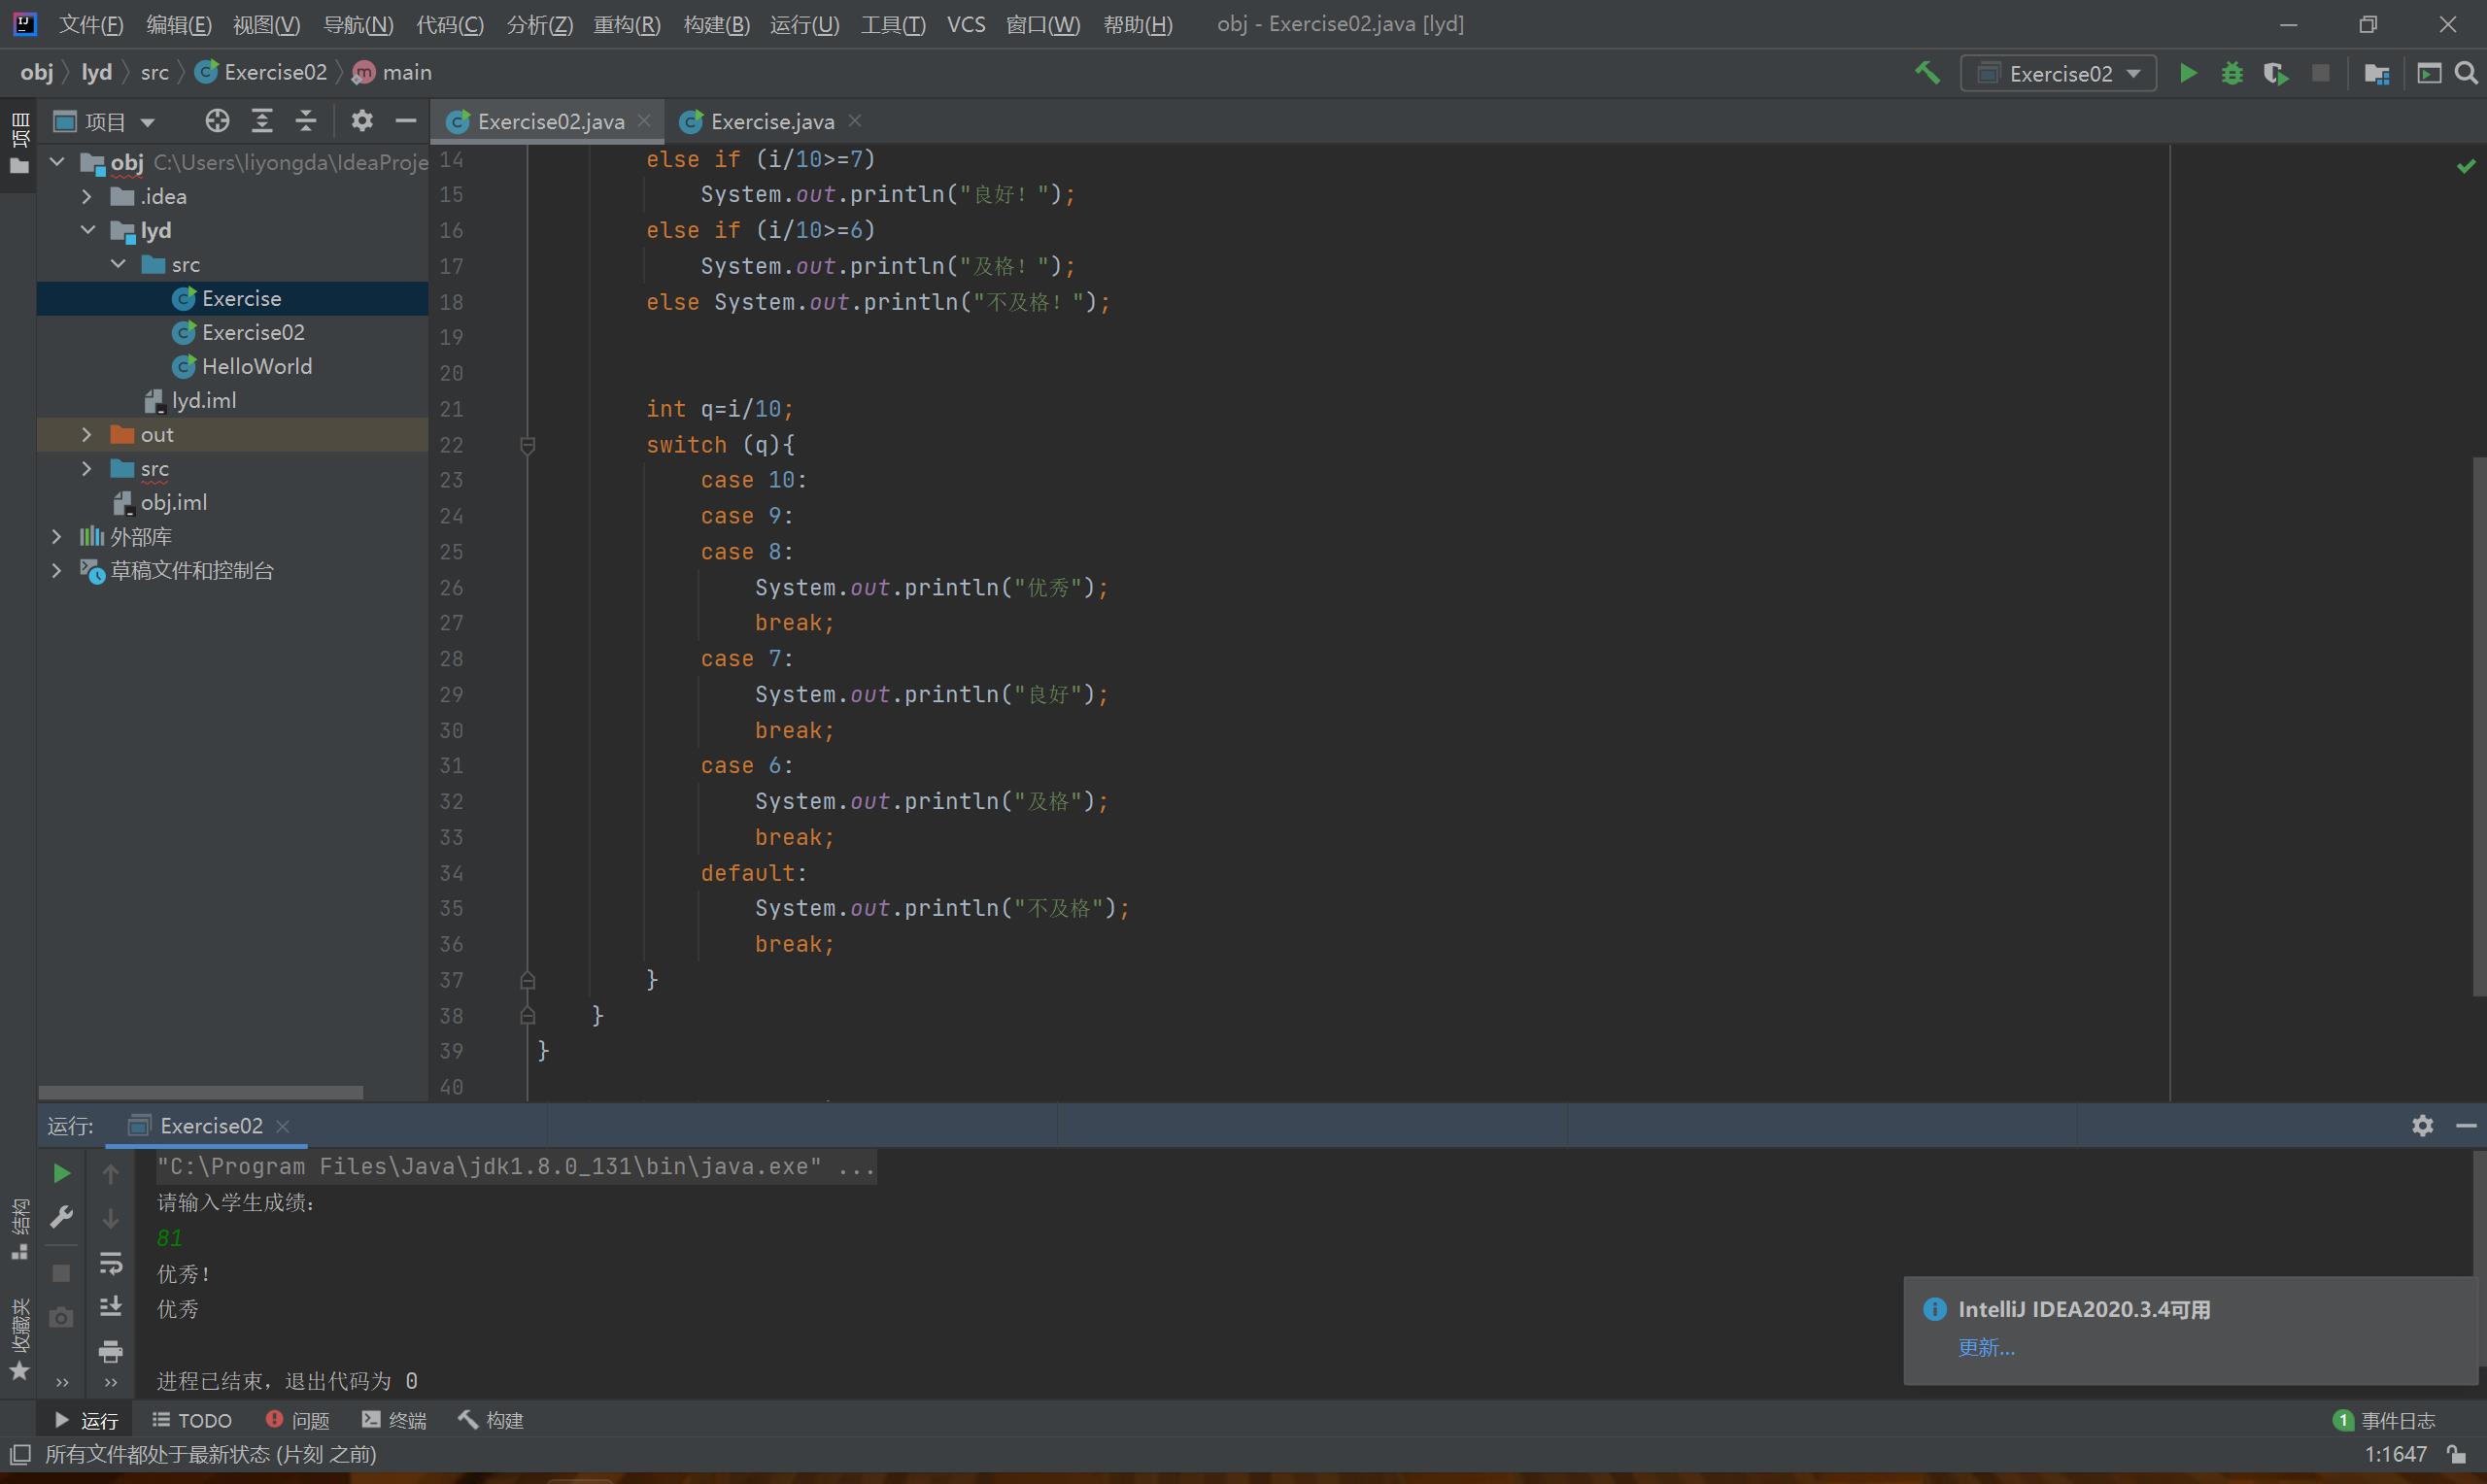 文件(F) 编辑(E) 视图(V) 导航(N) 代码(C) 分析(Z) 重构(R) 构建(B) 运行(U) 工具(T) VCS 窗口(W) 帮助(H) obj - Exercise02.java [lyd]
obj lyd src Exercise02 main Exercise02
项目
项目
Exercise02.java Exercise.java
obj C:\Users\liyongda\IdeaProje
.idea
lyd
src
Exercise
Exercise02
HelloWorld
lyd.iml
out
src
obj.iml
外部库
草稿文件和控制台
14 else if (i/10>=7)
15 System.out.println("良好！");
16 else if (i/10>=6)
17 System.out.println("及格！");
18 else System.out.println("不及格！");
19
20
21 int q=i/10;
22 switch (q){
23 case 10:
24 case 9:
25 case 8:
26 System.out.println("优秀");
27 break;
28 case 7:
29 System.out.println("良好");
30 break;
31 case 6:
32 System.out.println("及格");
33 break;
34 default:
35 System.out.println("不及格");
36 break;
37 }
38 }
39 }
40
运行: Exercise02
"C:\Program Files\Java\jdk1.8.0_131\bin\java.exe" ...
请输入学生成绩：
81
优秀！
优秀
进程已结束，退出代码为 0
结构
收藏夹
IntelliJ IDEA2020.3.4可用
更新...
运行 TODO 问题 终端 构建 1 事件日志
所有文件都处于最新状态 (片刻 之前) 1:1647